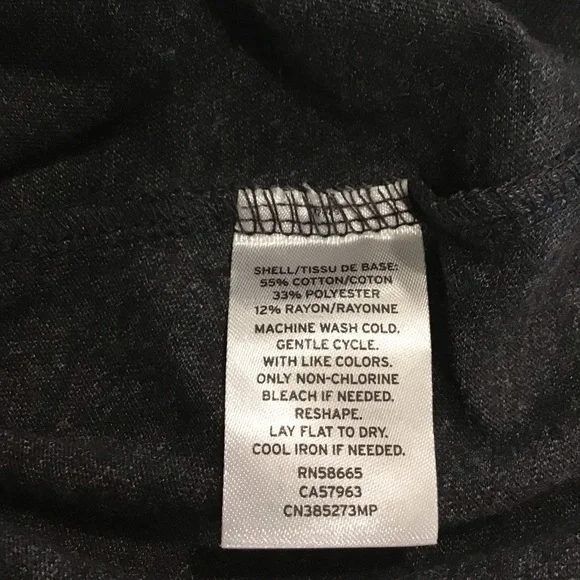 SHELL/TISSU DE BASE:
55% COTTON/COTON
33% POLYESTER
12% RAYON/RAYONNE
MACHINE WASH COLD.
GENTLE CYCLE.
WITH LIKE COLORS.
ONLY NON-CHLORINE
BLEACH IF NEEDED.
RESHAPE.
LAY FLAT TO DRY.
COOL IRON IF NEEDED.
RN58665
CA57963
CN385273MP